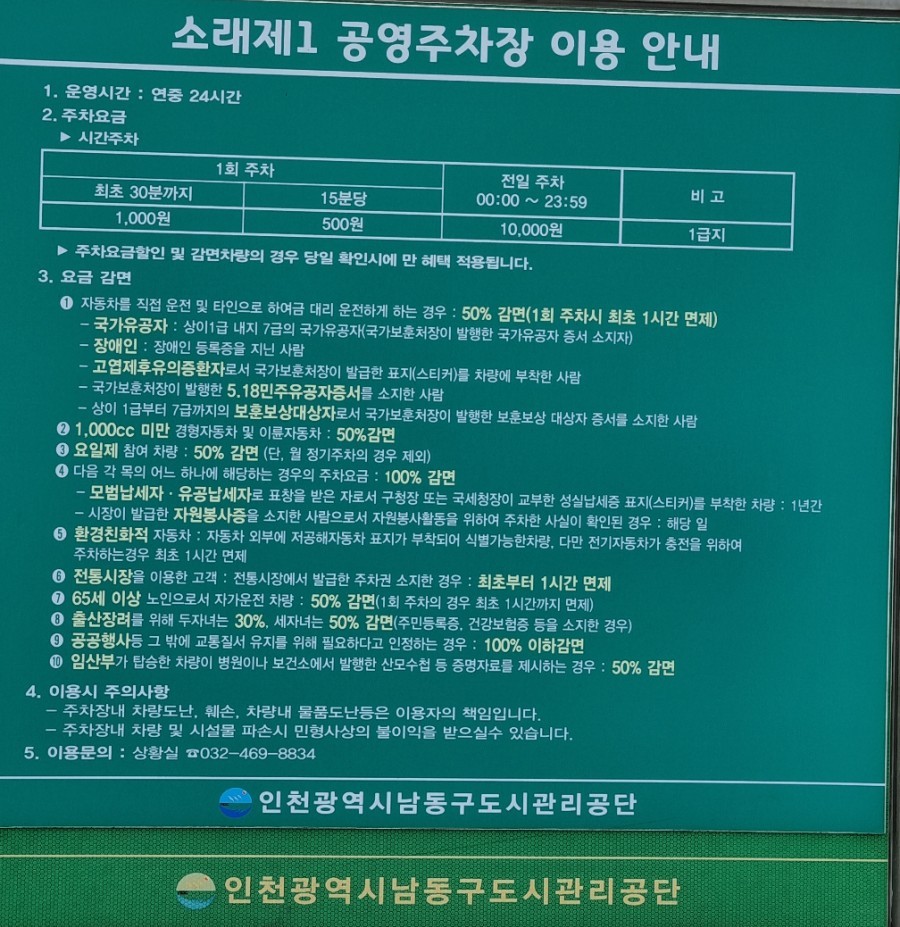 소래제1 공영주차장 이용 안내
1. 운영시간 : 연중 24시간
2. 주차요금
▶ 시간주차
1회 주차
전일 주차
00:00 ~ 23:59
비 고
최초 30분까지
15분당
1,000원
500원
10,000원
1급지
▶ 주차요금할인 및 감면차량의 경우 당일 확인시에 만 혜택 적용됩니다.
3. 요금 감면
❶ 자동차를 직접 운전 및 타인으로 하여금 대리 운전하게 하는 경우 : 50% 감면(1회 주차시 최초 1시간 면제)
- 국가유공자 : 상이1급 내지 7급의 국가유공자(국가보훈처장이 발행한 국가유공자 증서 소지자)
- 장애인 : 장애인 등록증을 지닌 사람
- 고엽제후유의증환자로서 국가보훈처장이 발급한 표지(스티커)를 차량에 부착한 사람
- 국가보훈처장이 발행한 5.18민주유공자증서를 소지한 사람
- 상이 1급부터 7급까지의 보훈보상대상자로서 국가보훈처장이 발행한 보훈보상 대상자 증서를 소지한 사람
❷ 1,000cc 미만 경형자동차 및 이륜자동차 : 50%감면
❸ 요일제 참여 차량 : 50% 감면 (단, 월 정기주차의 경우 제외)
❹ 다음 각 목의 어느 하나에 해당하는 경우의 주차요금 : 100% 감면
- 모범납세자 · 유공납세자로 표창을 받은 자로서 구청장 또는 국세청장이 교부한 성실납세증 표지(스티커)를 부착한 차량 : 1년간
- 시장이 발급한 자원봉사증을 소지한 사람으로서 자원봉사활동을 위하여 주차한 사실이 확인된 경우 : 해당 일
❺ 환경친화적 자동차 : 자동차 외부에 저공해자동차 표지가 부착되어 식별가능한차량, 다만 전기자동차가 충전을 위하여
주차하는경우 최초 1시간 면제
❻ 전통시장을 이용한 고객 : 전통시장에서 발급한 주차권 소지한 경우 : 최초부터 1시간 면제
❼ 65세 이상 노인으로서 자가운전 차량 : 50% 감면(1회 주차의 경우 최초 1시간까지 면제)
❽ 출산장려를 위해 두자녀는 30%, 세자녀는 50% 감면(주민등록증, 건강보험증 등을 소지한 경우)
❾ 공공행사등 그 밖에 교통질서 유지를 위해 필요하다고 인정하는 경우 : 100% 이하감면
❿ 임산부가 탑승한 차량이 병원이나 보건소에서 발행한 산모수첩 등 증명자료를 제시하는 경우 : 50% 감면
4. 이용시 주의사항
- 주차장내 차량도난, 훼손, 차량내 물품도난등은 이용자의 책임입니다.
- 주차장내 차량 및 시설물 파손시 민형사상의 불이익을 받으실수 있습니다.
5. 이용문의 : 상황실 ☎032-469-8834
인천광역시남동구도시관리공단
인천광역시남동구도시관리공단